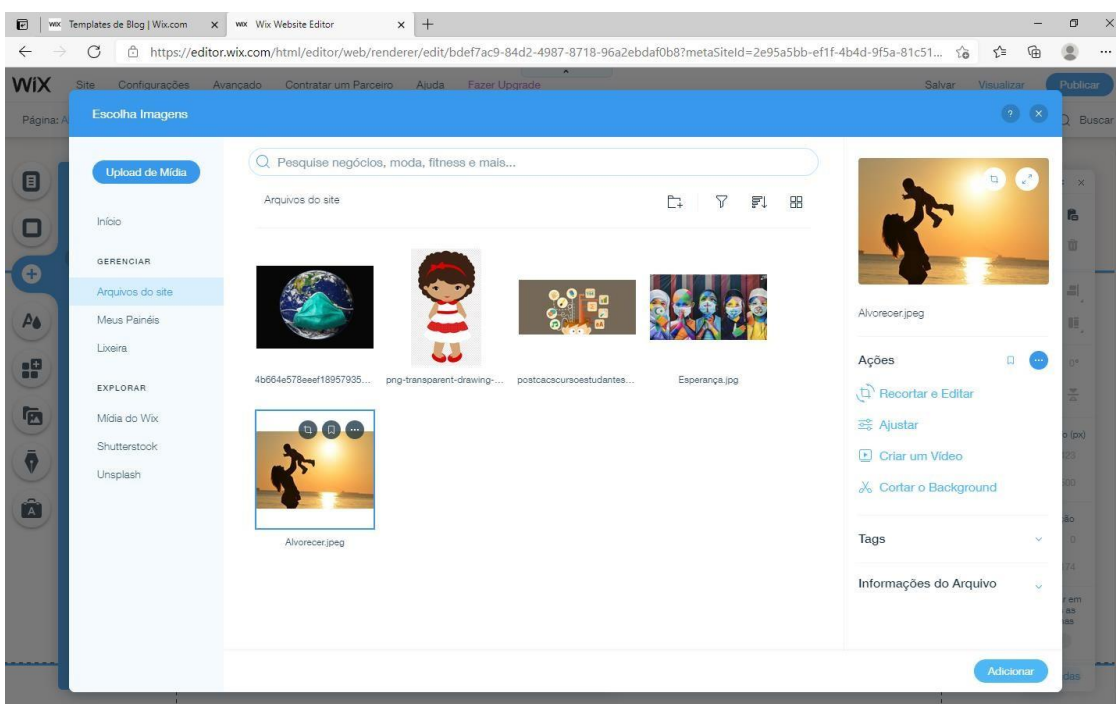 Templates de Blog | Wix.com
Wix Website Editor
https://editor.wix.com/html/editor/web/renderer/edit/bdef7ac9-84d2-4987-8718-96a2ebdaf0b8?metaSiteId=2e95a5bb-ef1f-4b4d-9f5a-81c51...
WiX Site Configurações Avançado Contratar um Parceiro Ajuda Fazer Upgrade Salvar Visualizar Publicar
Página: Buscar
Escolha Imagens
Upload de Mídia
Início
GERENCIAR
Arquivos do site
Meus Painéis
Lixeira
EXPLORAR
Mídia do Wix
Shutterstock
Unsplash
Pesquise negócios, moda, fitness e mais...
Arquivos do site
4b664e578eeef18957935... png-transparent-drawing-... postcacscursoestudantes... Esperança.jpg
Alvorecer.jpeg
Alvorecer.jpeg
Ações
Recortar e Editar
Ajustar
Criar um Vídeo
Cortar o Background
Tags
Informações do Arquivo
Adicionar